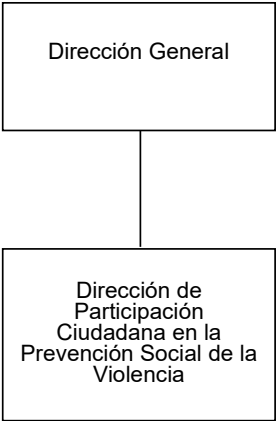 Dirección General
Dirección de
Participación
Ciudadana en la
Prevención Social de la
Violencia